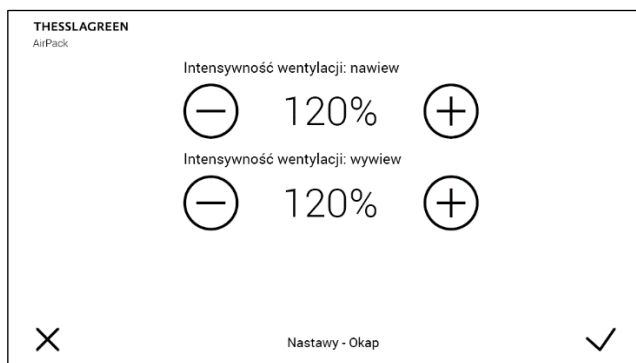 THESSLAGREEN
AirPack
Intensywność wentylacji: nawiew
120%
Intensywność wentylacji: wywiew
120%
Nastawy - Okap